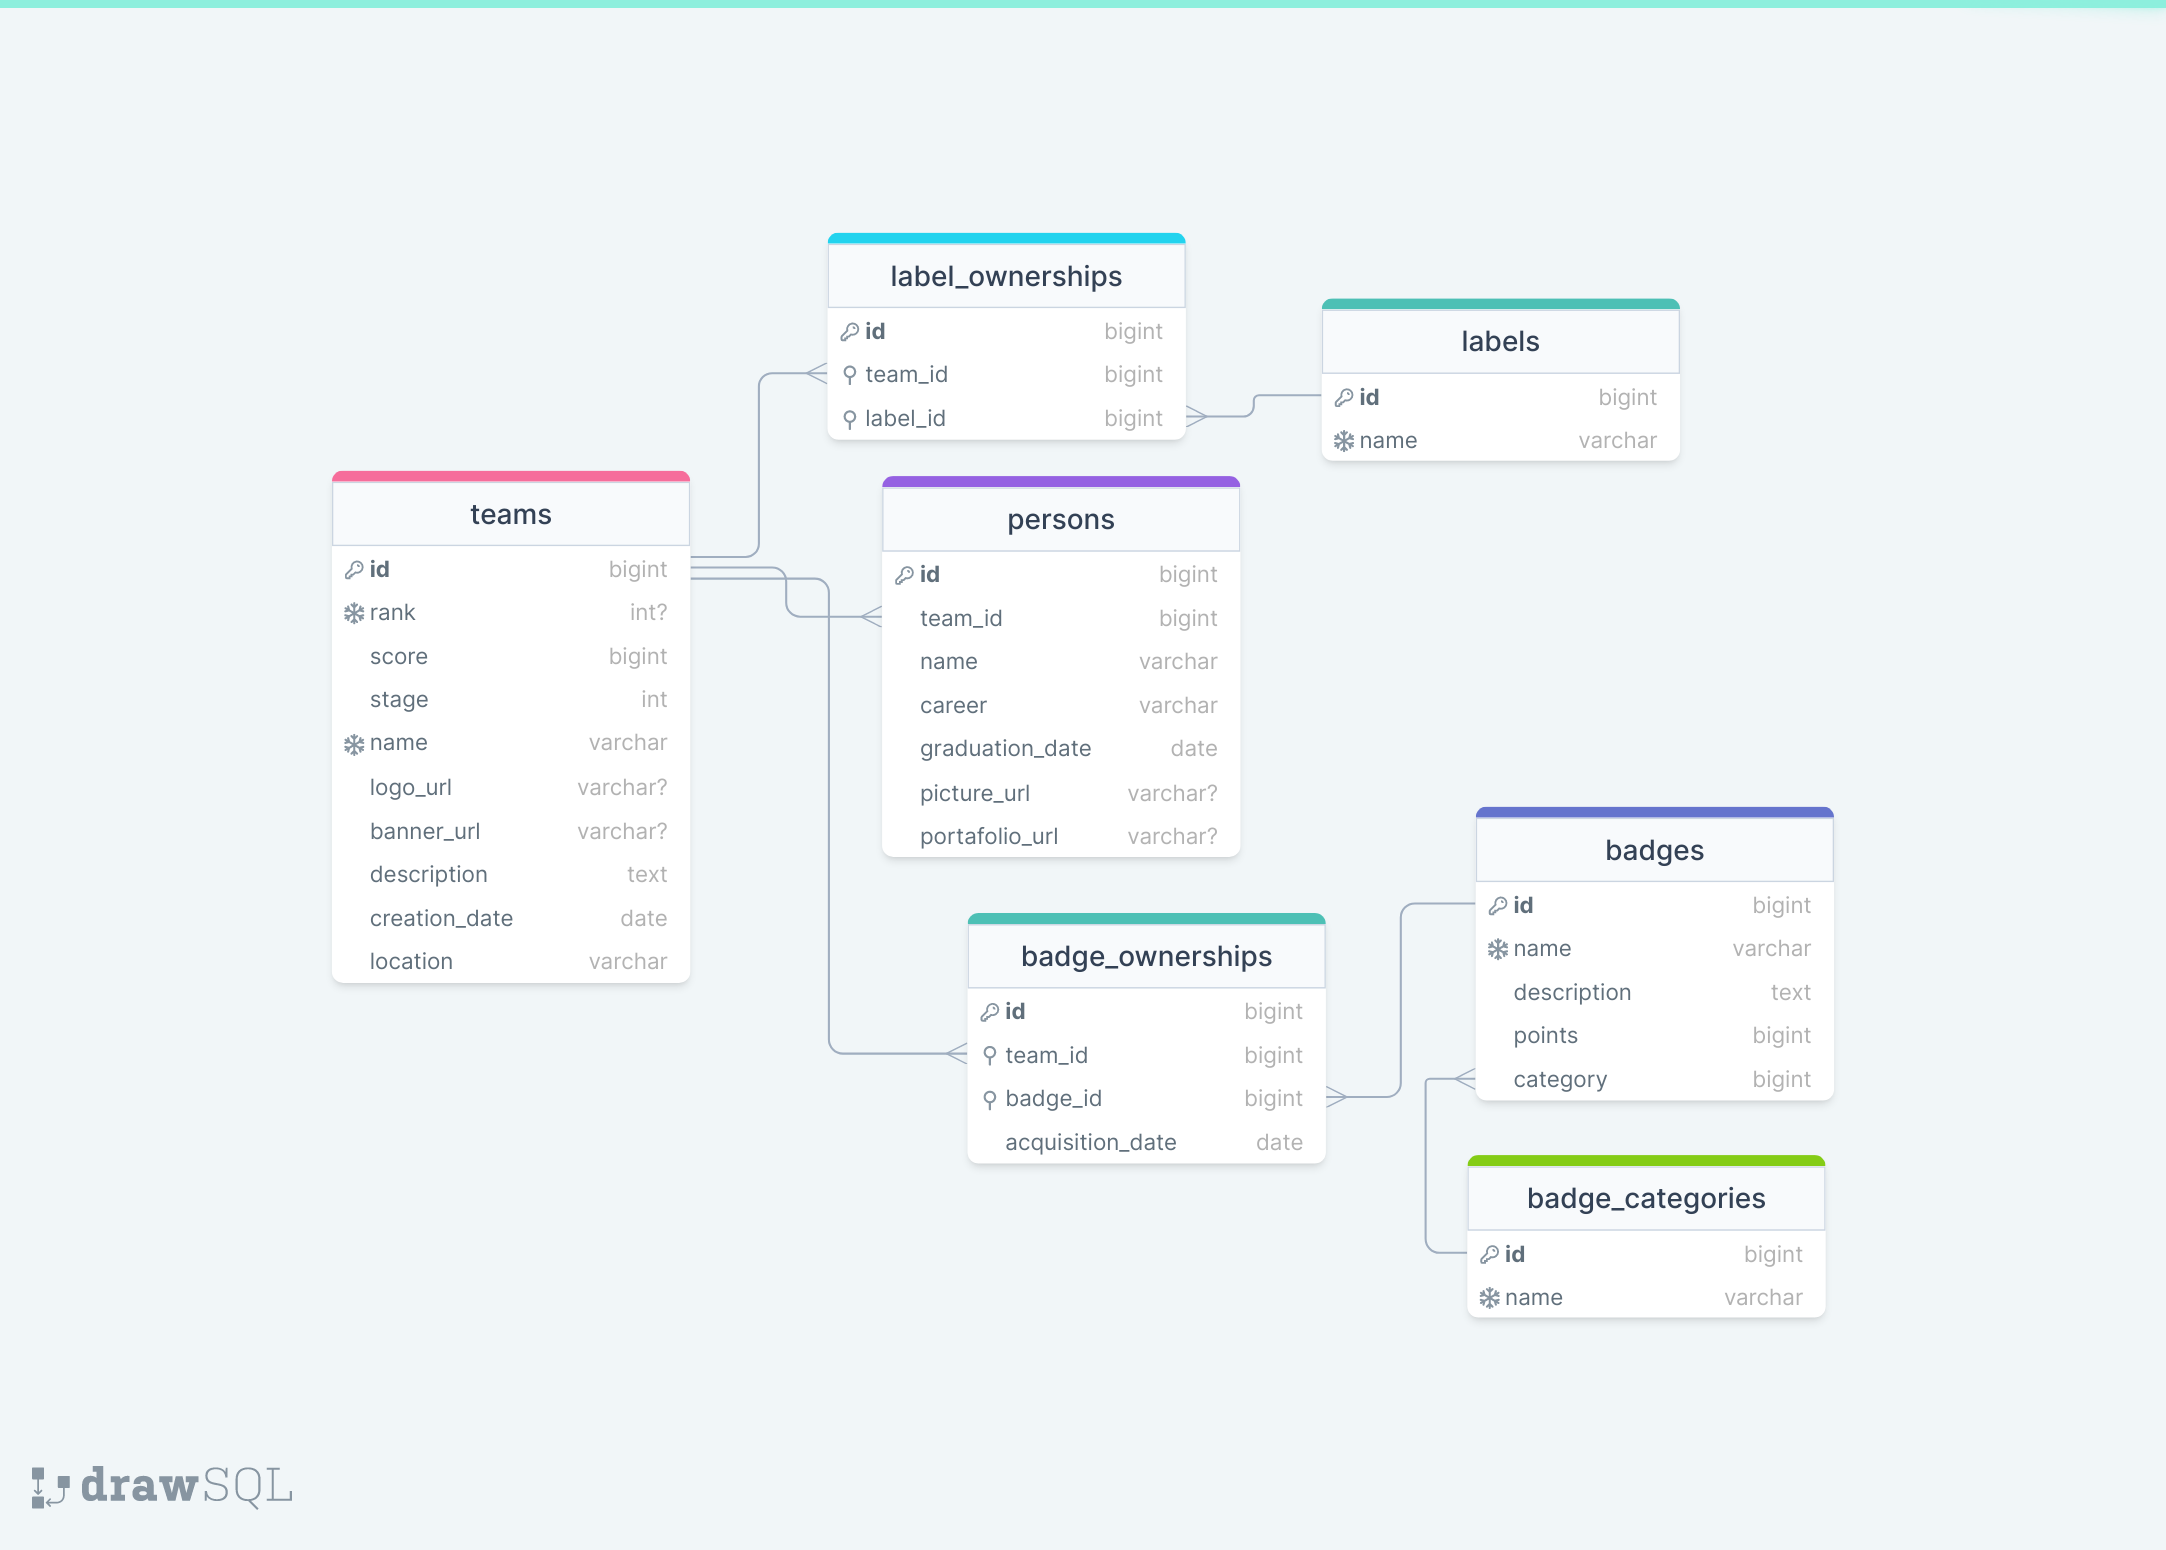 label_ownerships
id bigint
team_id bigint
label_id bigint
labels
id bigint
name varchar
teams
id bigint
rank int?
score bigint
stage int
name varchar
logo_url varchar?
banner_url varchar?
description text
creation_date date
location varchar
persons
id bigint
team_id bigint
name varchar
career varchar
graduation_date date
picture_url varchar?
portafolio_url varchar?
badges
id bigint
name varchar
description text
points bigint
category bigint
badge_ownerships
id bigint
team_id bigint
badge_id bigint
acquisition_date date
badge_categories
id bigint
name varchar
drawSQL